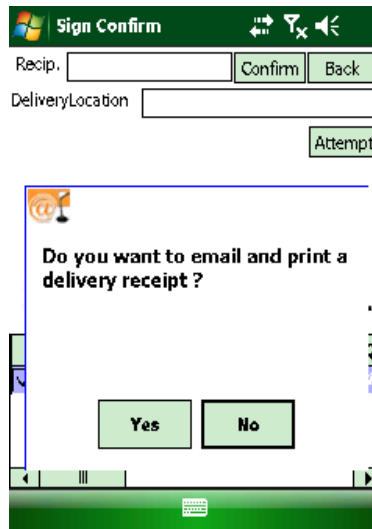 Sign Confirm
Recip. Confirm Back
DeliveryLocation
Attempt
Do you want to email and print a
delivery receipt ?
Yes No